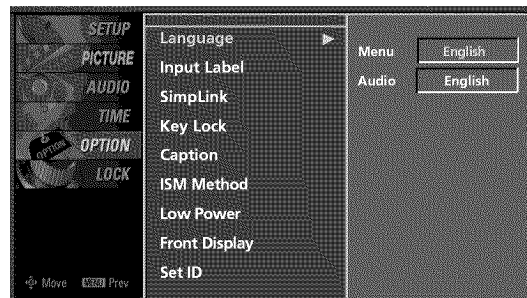 SETUP
PICTURE
AUDIO
TIME
OPTION
OPTION
LOCK
Move MENU Prev
Language
Input Label
SimpLink
Key Lock
Caption
ISM Method
Low Power
Front Display
Set ID
Menu English
Audio English